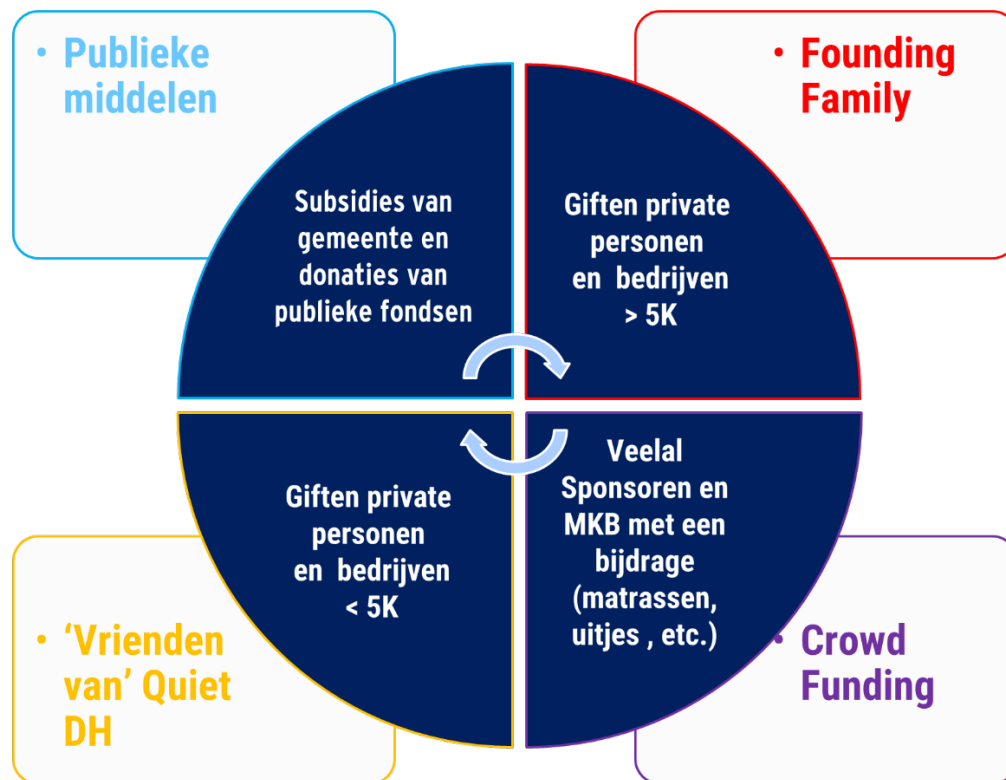 • Publieke
middelen
• Founding
Family
Subsidies van
gemeente en
donaties van
publieke fondsen
Giften private
personen
en bedrijven
> 5K
Giften private
personen
en bedrijven
< 5K
Veelal
Sponsoren en
MKB met een
bijdrage
(matrassen,
uitjes , etc.)
• ‘Vrienden
van’ Quiet
DH
• Crowd
Funding